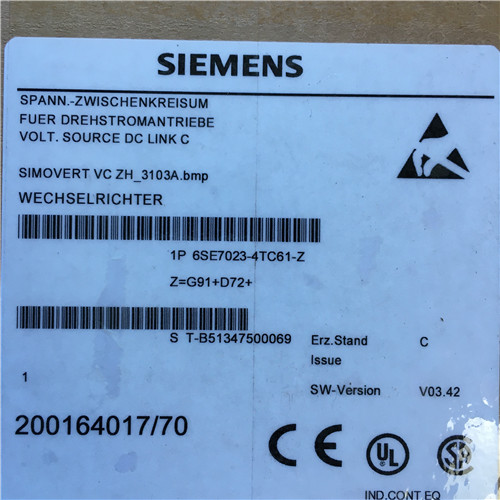 SIEMENS
SPANN.-ZWISCHENKREISUM
FUER DREHSTROMANTRIEBE
VOLT. SOURCE DC LINK C
SIMOVERT VC ZH_3103A.bmp
WECHSELRICHTER
1P 6SE7023-4TC61-Z
Z=G91+D72+
S T-B51347500069
Erz.Stand C
Issue
1
SW-Version V03.42
200164017/70
CE UL
IND.CONT.EQ